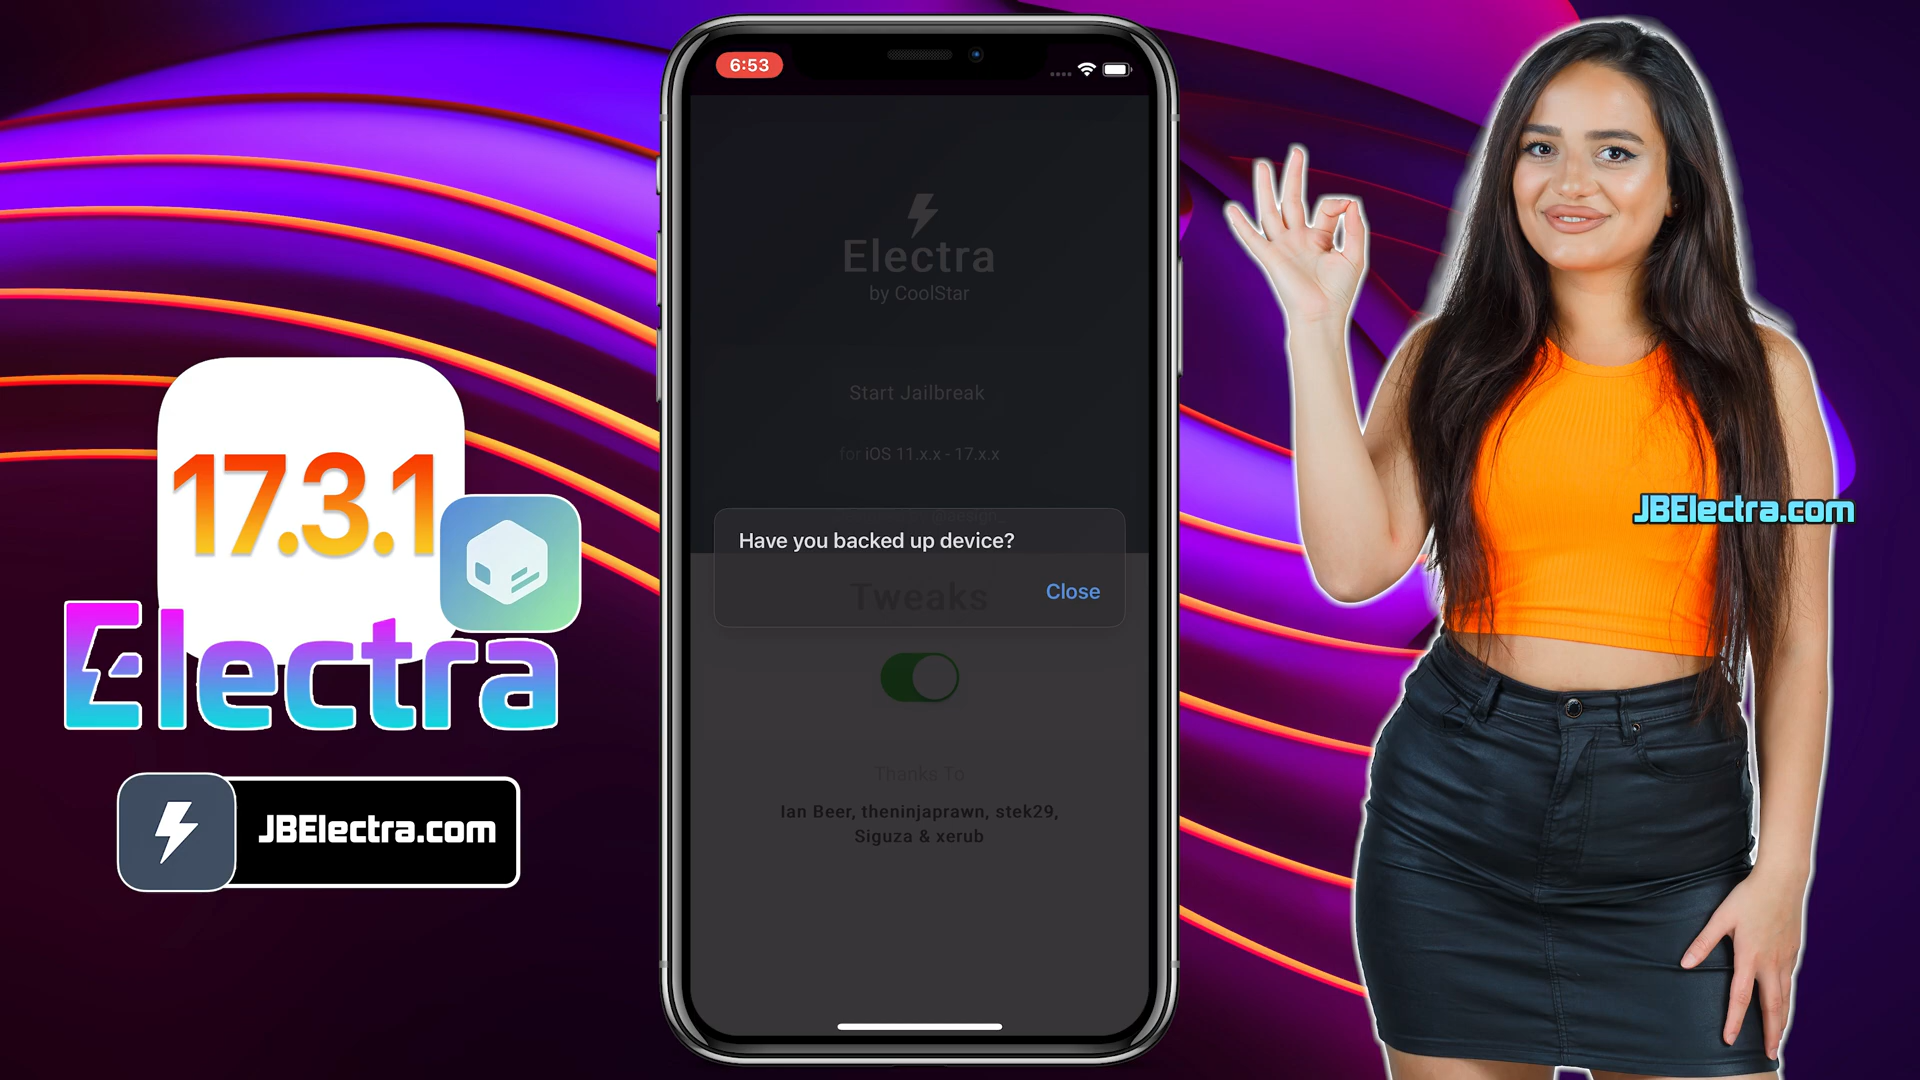 6:53
Electra
by CoolStar
Start Jailbreak
for iOS 11.x.x - 17.x.x
Have you backed up device?
Tweaks
Close
Thanks To
Ian Beer, theninjaprawn, stek29,
Siguza & xerub
17.3.1
Electra
JBElectra.com
JBElectra.com